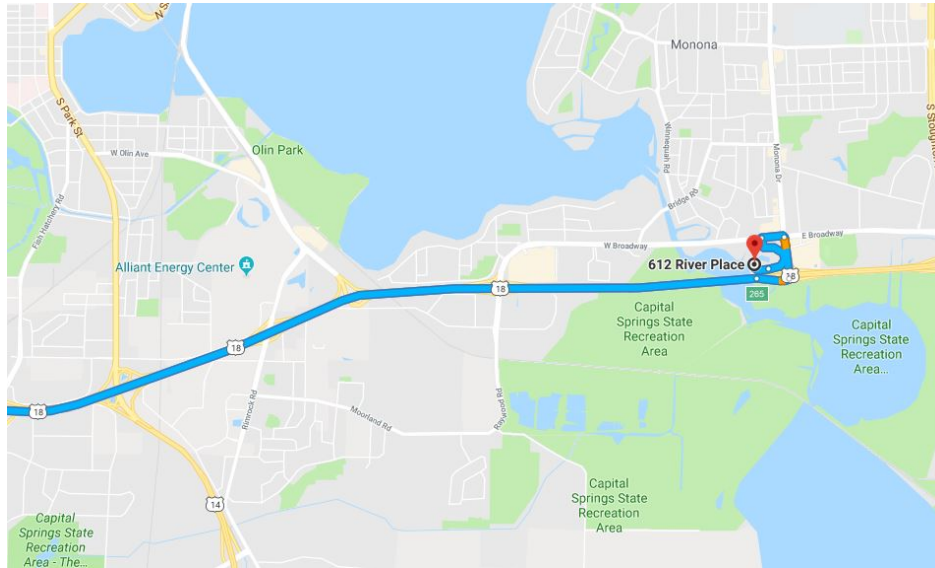 N S
Monona
S Park St
S Stoughton
W Olin Ave
Olin Park
Winnequah Rd
Monona Dr
Fish Hatchery Rd
Bridge Rd
E Broadway
W Broadway
612 River Place
Alliant Energy Center
18
18
265
Capital
Springs State
Recreation
Area
Capital
Springs State
Recreation
Area...
18
18
Rimrock Rd
Raywood Rd
Moorland Rd
Capital
Springs State
Recreation
Area
14
Capital
Springs State
Recreation
Area - The...